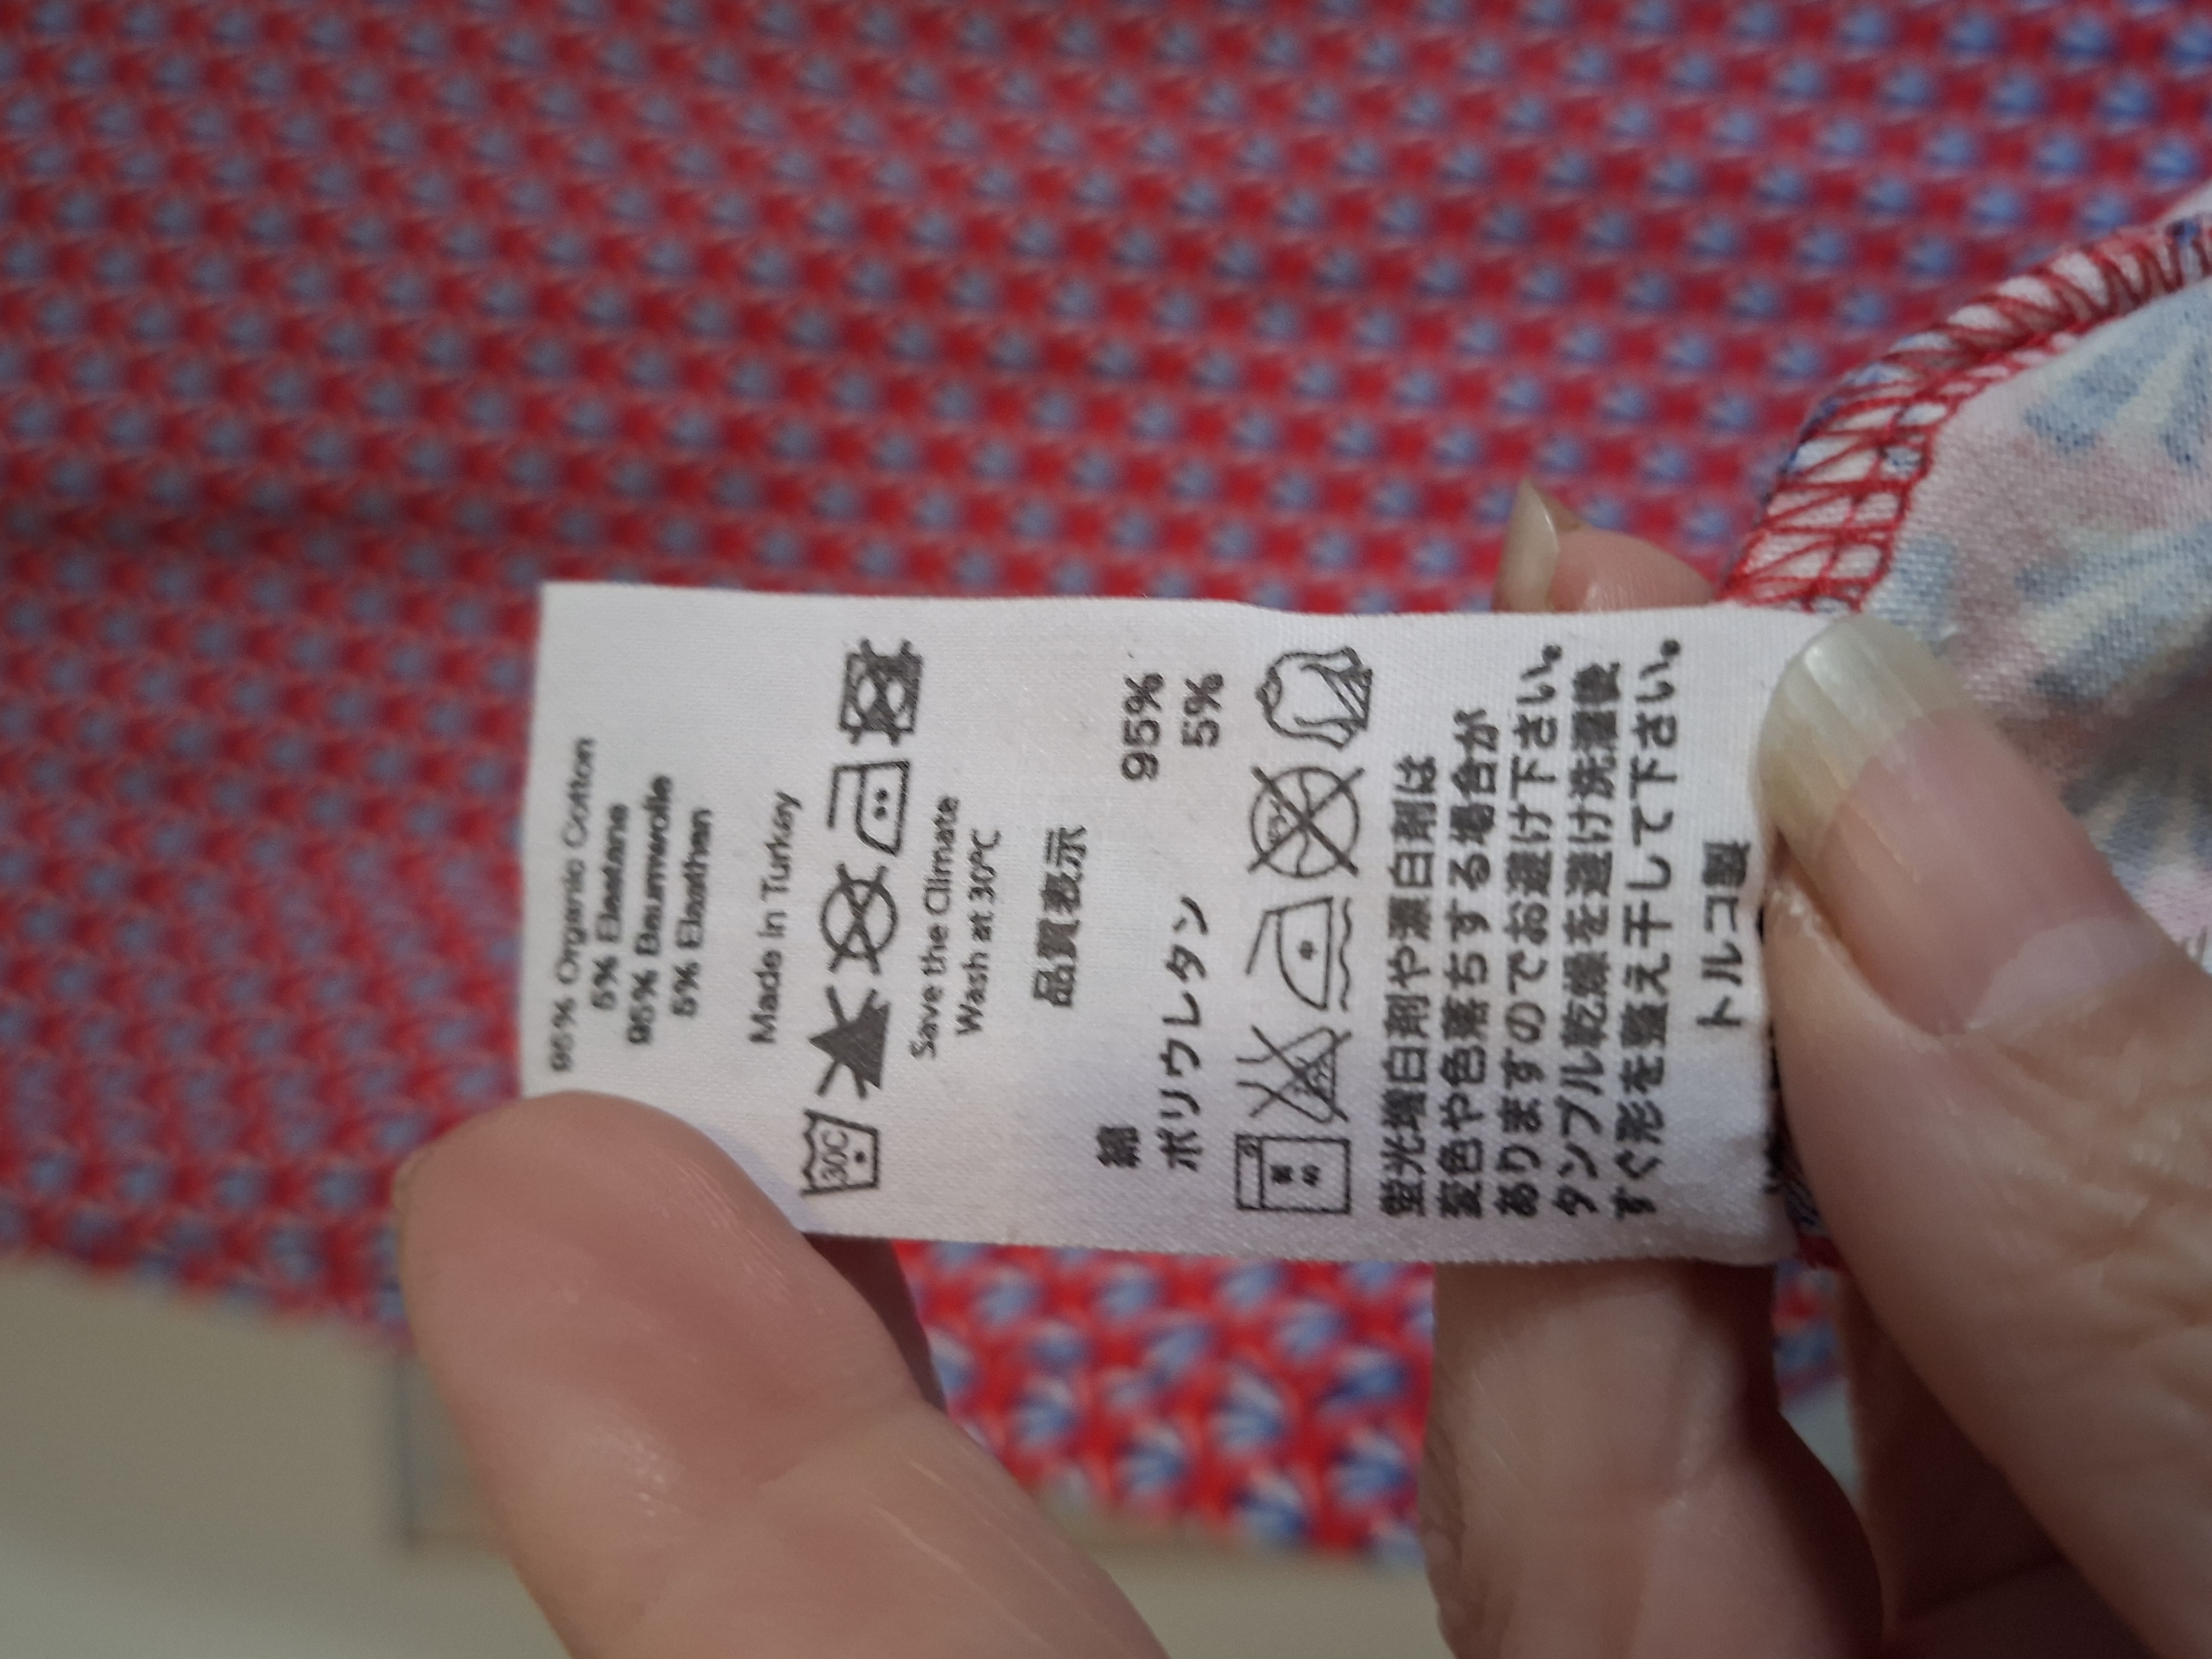 95% Organic Cotton
5% Elastane
95% Baumwolle
5% Elasthan
Made in Turkey
30C
Save the Climate
Wash at 30°C
品質表示
綿 95%
ポリウレタン 5%
40
蛍光増白剤や漂白剤は
変色や色落ちする場合が
ありますのでお避け下さい。
タンブル乾燥を避け洗濯後
すぐ形を整え干して下さい。
トルコ製